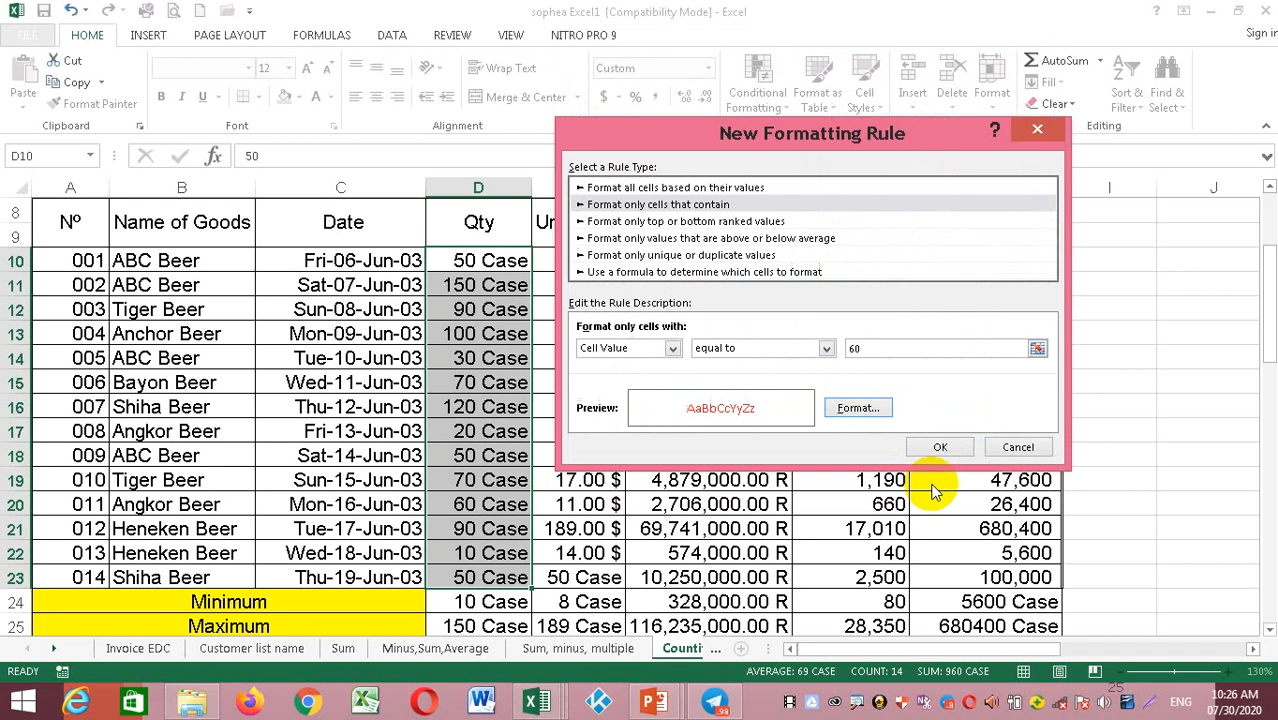 sophea Excel1 [Compatibility Mode] - Excel
FILE HOME INSERT PAGE LAYOUT FORMULAS DATA REVIEW VIEW NITRO PRO 9 Sign in
Paste Cut Copy Format Painter
Clipboard
12 A A B I U A
Font
Wrap Text
Merge & Center
Alignment
Custom
$ % ,
Conditional Formatting Format as Table Cell Styles
Insert Delete Format
AutoSum Fill Clear
Sort & Filter Find & Select
Editing
D10 fx 50
A B C D I J
8
9
Nº Name of Goods Date Qty Un
10 001 ABC Beer Fri-06-Jun-03 50 Case
11 002 ABC Beer Sat-07-Jun-03 150 Case
12 003 Tiger Beer Sun-08-Jun-03 90 Case
13 004 Anchor Beer Mon-09-Jun-03 100 Case
14 005 ABC Beer Tue-10-Jun-03 30 Case
15 006 Bayon Beer Wed-11-Jun-03 70 Case
16 007 Shiha Beer Thu-12-Jun-03 120 Case
17 008 Angkor Beer Fri-13-Jun-03 20 Case
18 009 ABC Beer Sat-14-Jun-03 50 Case
19 010 Tiger Beer Sun-15-Jun-03 70 Case 17.00 $ 4,879,000.00 R 1,190 47,600
20 011 Angkor Beer Mon-16-Jun-03 60 Case 11.00 $ 2,706,000.00 R 660 26,400
21 012 Heneken Beer Tue-17-Jun-03 90 Case 189.00 $ 69,741,000.00 R 17,010 680,400
22 013 Heneken Beer Wed-18-Jun-03 10 Case 14.00 $ 574,000.00 R 140 5,600
23 014 Shiha Beer Thu-19-Jun-03 50 Case 50 Case 10,250,000.00 R 2,500 100,000
24 Minimum 10 Case 8 Case 328,000.00 R 80 5600 Case
25 Maximum 150 Case 189 Case 116,235,000.00 R 28,350 680400 Case
New Formatting Rule ?
Select a Rule Type:
► Format all cells based on their values
► Format only cells that contain
► Format only top or bottom ranked values
► Format only values that are above or below average
► Format only unique or duplicate values
► Use a formula to determine which cells to format
Edit the Rule Description:
Format only cells with:
Cell Value equal to 60
Preview: AaBbCcYyZz Format...
OK Cancel
Invoice EDC Customer list name Sum Minus,Sum,Average Sum, minus, multiple Counti ...
READY AVERAGE: 69 CASE COUNT: 14 SUM: 960 CASE 130%
25
98
ENG
10:26 AM
07/30/2020